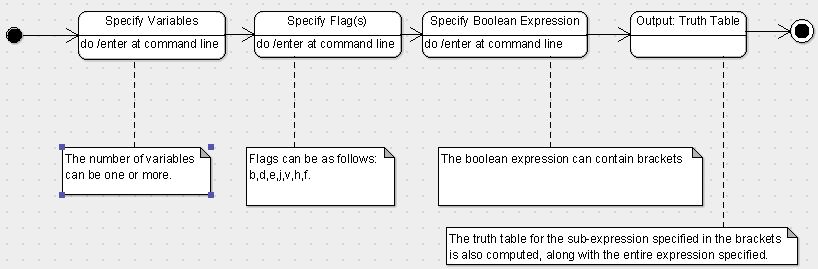 Specify Variables
do /enter at command line
Specify Flag(s)
do /enter at command line
Specify Boolean Expression
do /enter at command line
Output: Truth Table
The number of variables
can be one or more.
Flags can be as follows:
b,d,e,j,v,h,f.
The boolean expression can contain brackets
The truth table for the sub-expression specified in the brackets
is also computed, along with the entire expression specified.